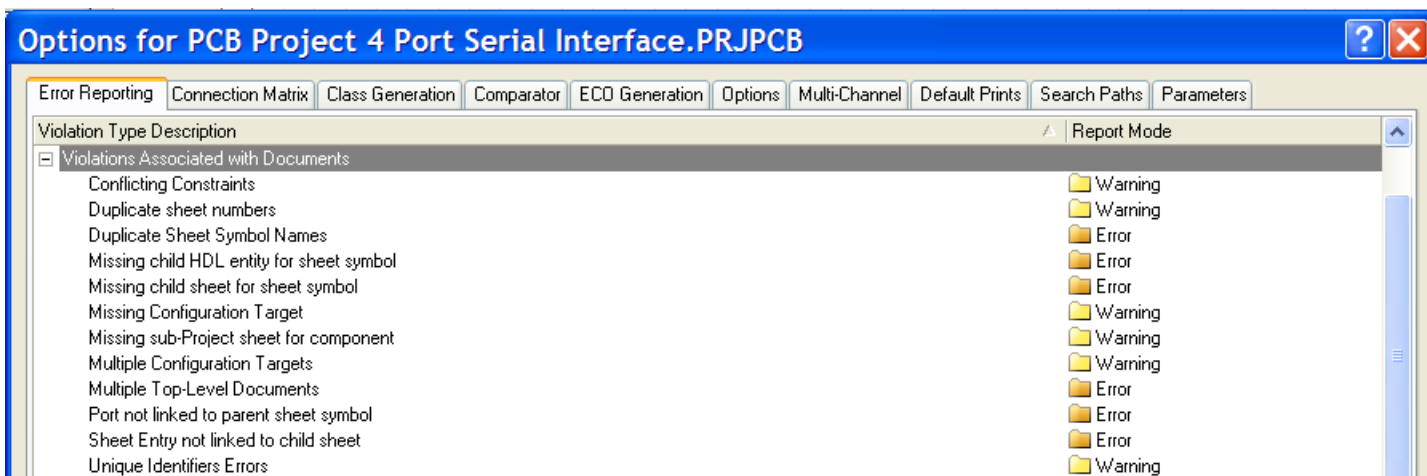 Options for PCB Project 4 Port Serial Interface.PRJPCB
Error Reporting Connection Matrix Class Generation Comparator ECO Generation Options Multi-Channel Default Prints Search Paths Parameters
Violation Type Description Report Mode
Violations Associated with Documents
Conflicting Constraints Warning
Duplicate sheet numbers Warning
Duplicate Sheet Symbol Names Error
Missing child HDL entity for sheet symbol Error
Missing child sheet for sheet symbol Error
Missing Configuration Target Warning
Missing sub-Project sheet for component Warning
Multiple Configuration Targets Warning
Multiple Top-Level Documents Error
Port not linked to parent sheet symbol Error
Sheet Entry not linked to child sheet Error
Unique Identifiers Errors Warning